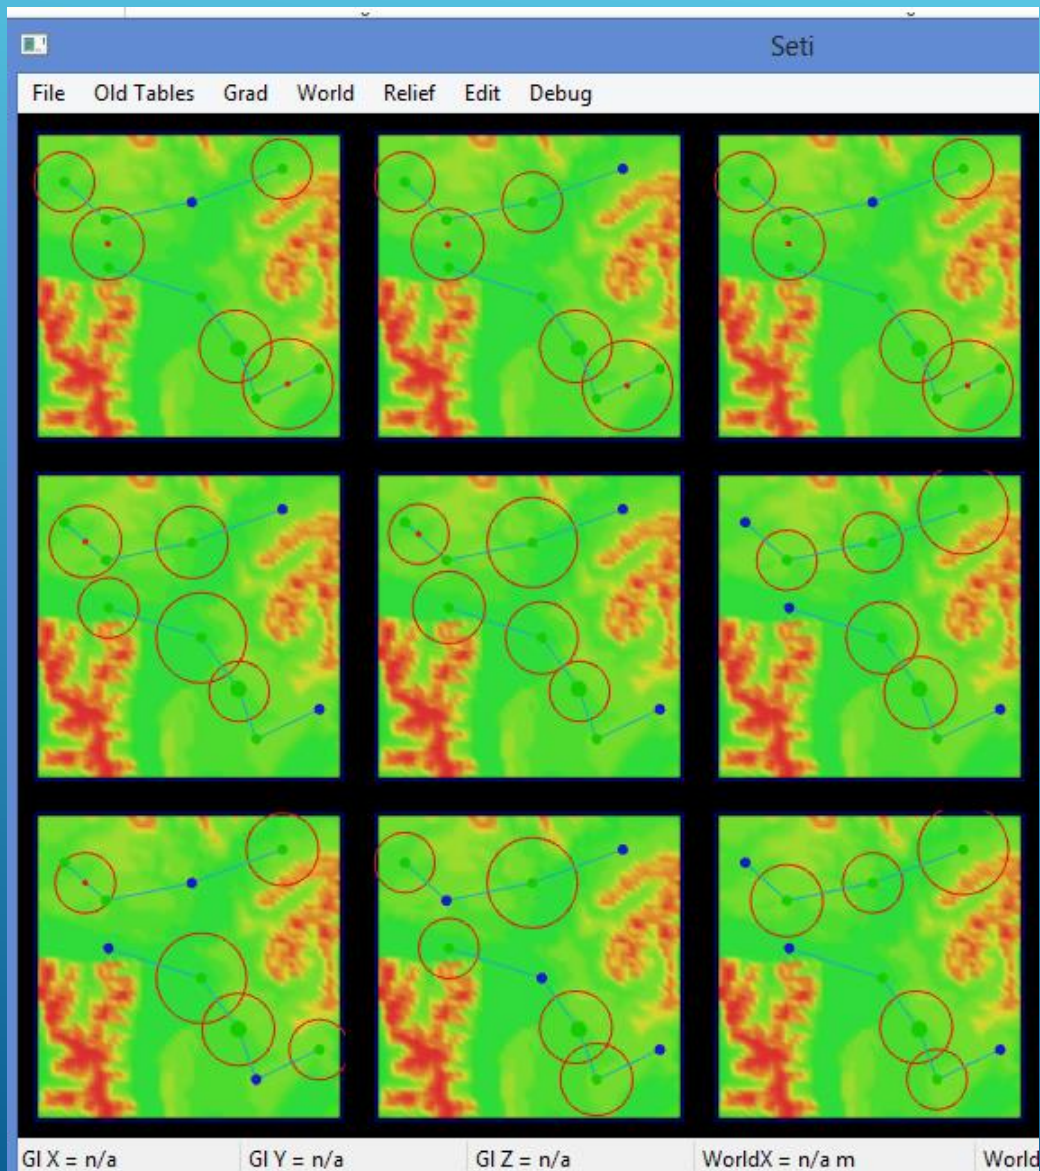 Seti
File Old Tables Grad World Relief Edit Debug
Gl X = n/a Gl Y = n/a Gl Z = n/a WorldX = n/a m World